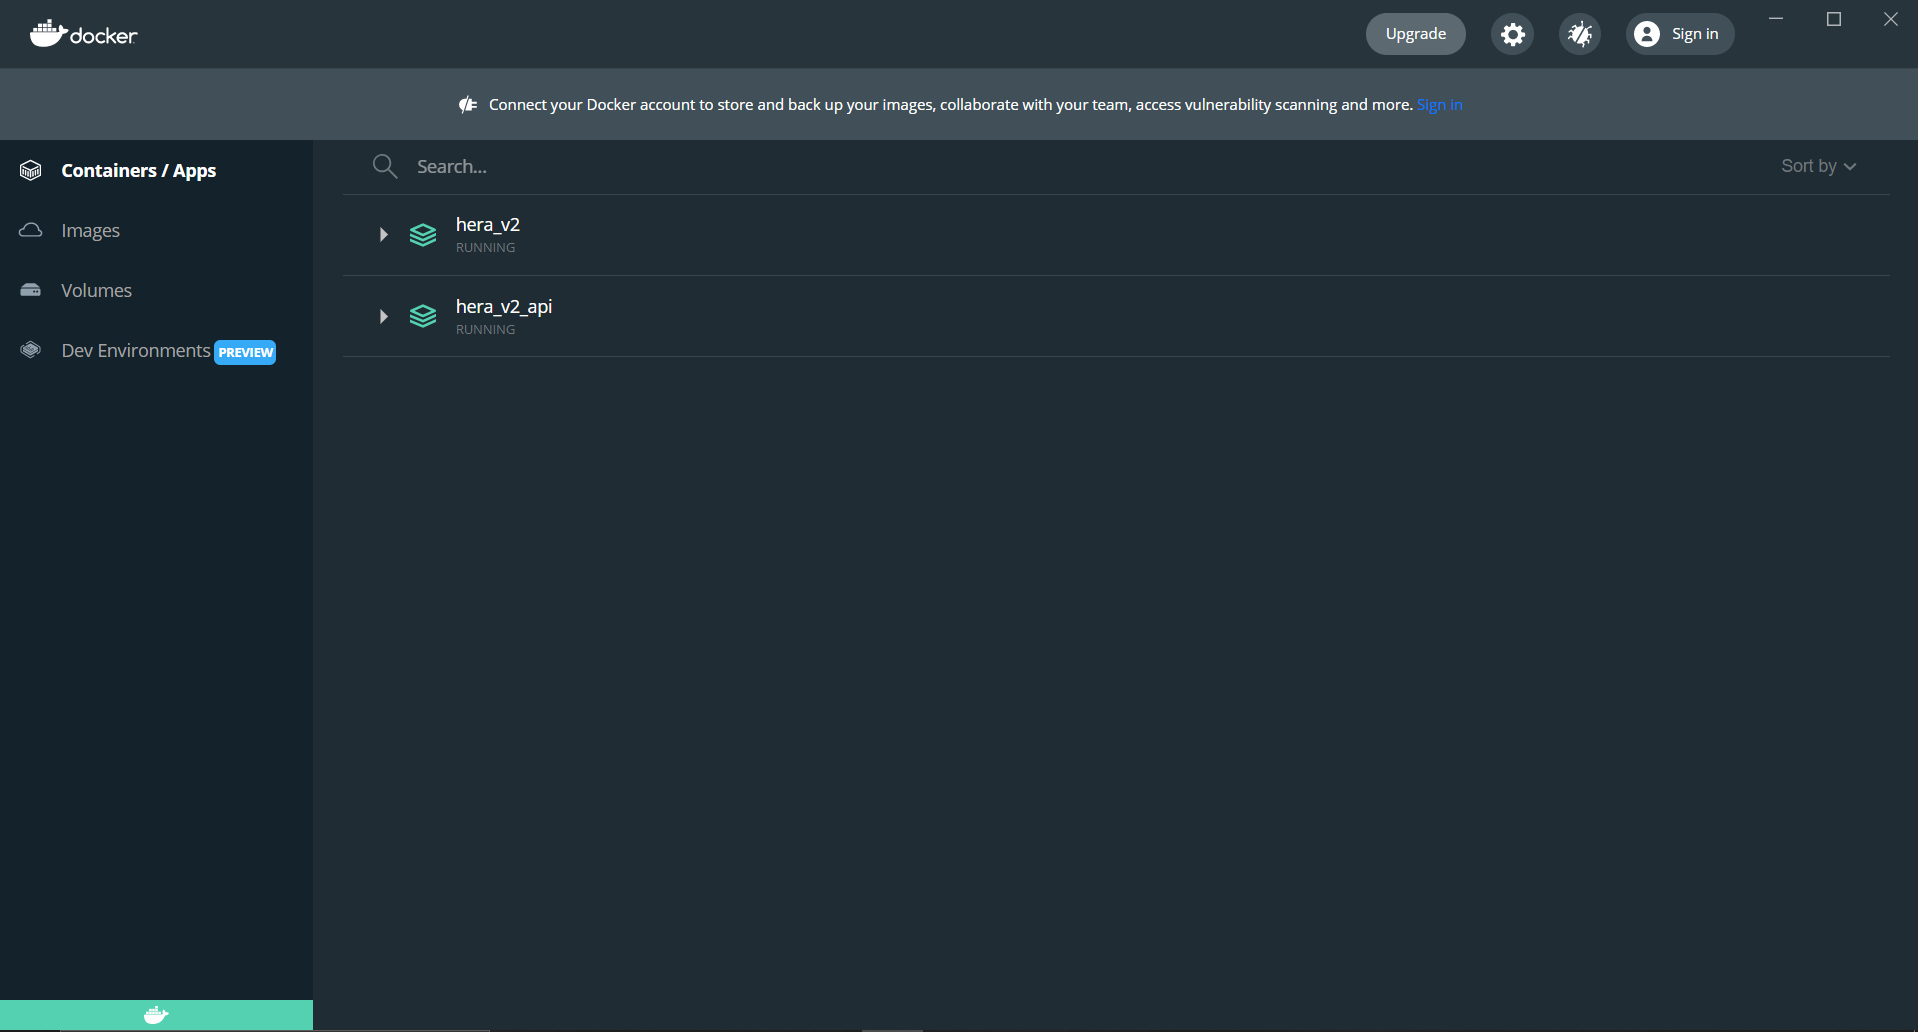 docker
Upgrade
Sign in
Connect your Docker account to store and back up your images, collaborate with your team, access vulnerability scanning and more. Sign in
Containers / Apps
Images
Volumes
Dev Environments PREVIEW
Search...
Sort by
hera_v2
RUNNING
hera_v2_api
RUNNING